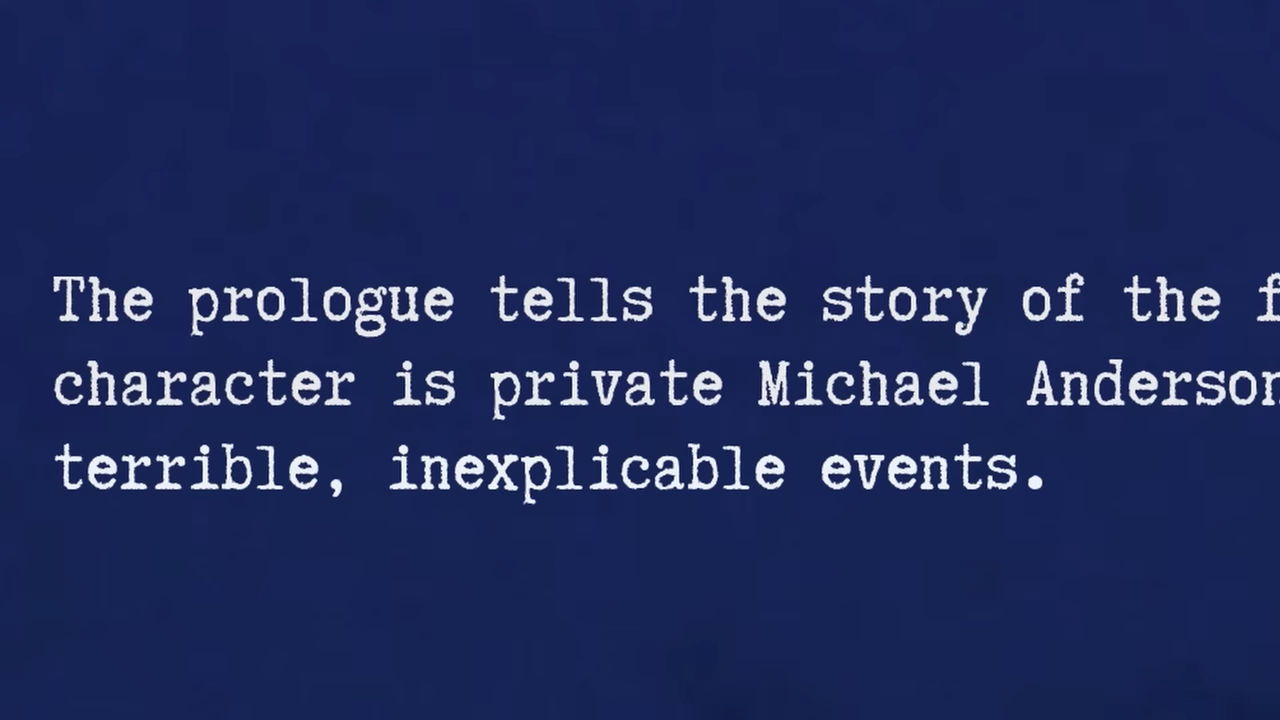 The prologue tells the story of the
character is private Michael Anderson
terrible, inexplicable events.